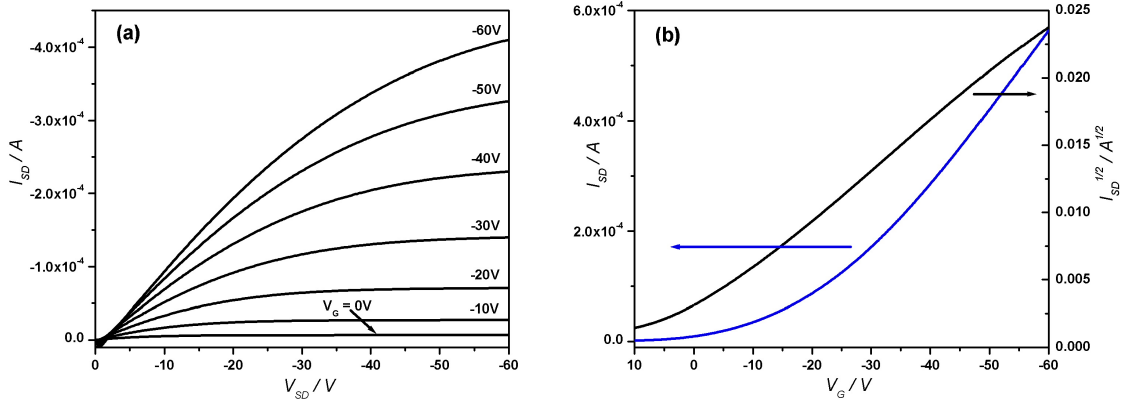 (a)
-4.0x10⁻⁴
-3.0x10⁻⁴
-2.0x10⁻⁴
-1.0x10⁻⁴
0.0
I_SD / A
-60V
-50V
-40V
-30V
-20V
-10V
V_G = 0V
0 -10 -20 -30 -40 -50 -60
V_SD / V
(b)
6.0x10⁻⁴
4.0x10⁻⁴
2.0x10⁻⁴
0.0
I_SD / A
10 0 -10 -20 -30 -40 -50 -60
V_G / V
0.025
0.020
0.015
0.010
0.005
0.000
I_SD^1/2 / A^1/2